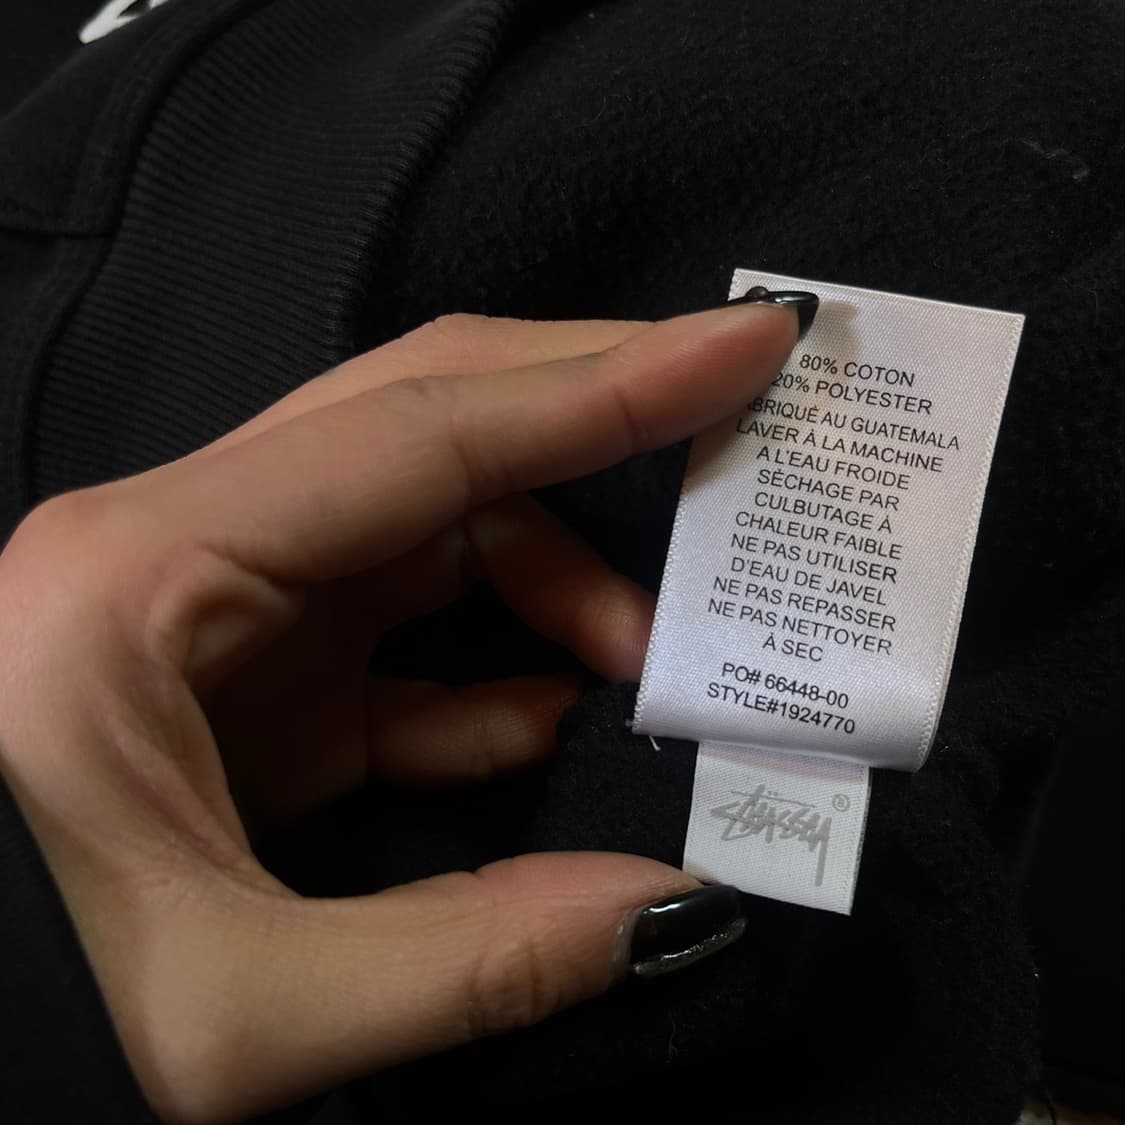 80% COTON
20% POLYESTER
ABRIQUÉ AU GUATEMALA
LAVER À LA MACHINE
A L'EAU FROIDE
SÉCHAGE PAR
CULBUTAGE À
CHALEUR FAIBLE
NE PAS UTILISER
D'EAU DE JAVEL
NE PAS REPASSER
NE PAS NETTOYER
À SEC
PO# 66448-00
STYLE#1924770
STÜSSY ®